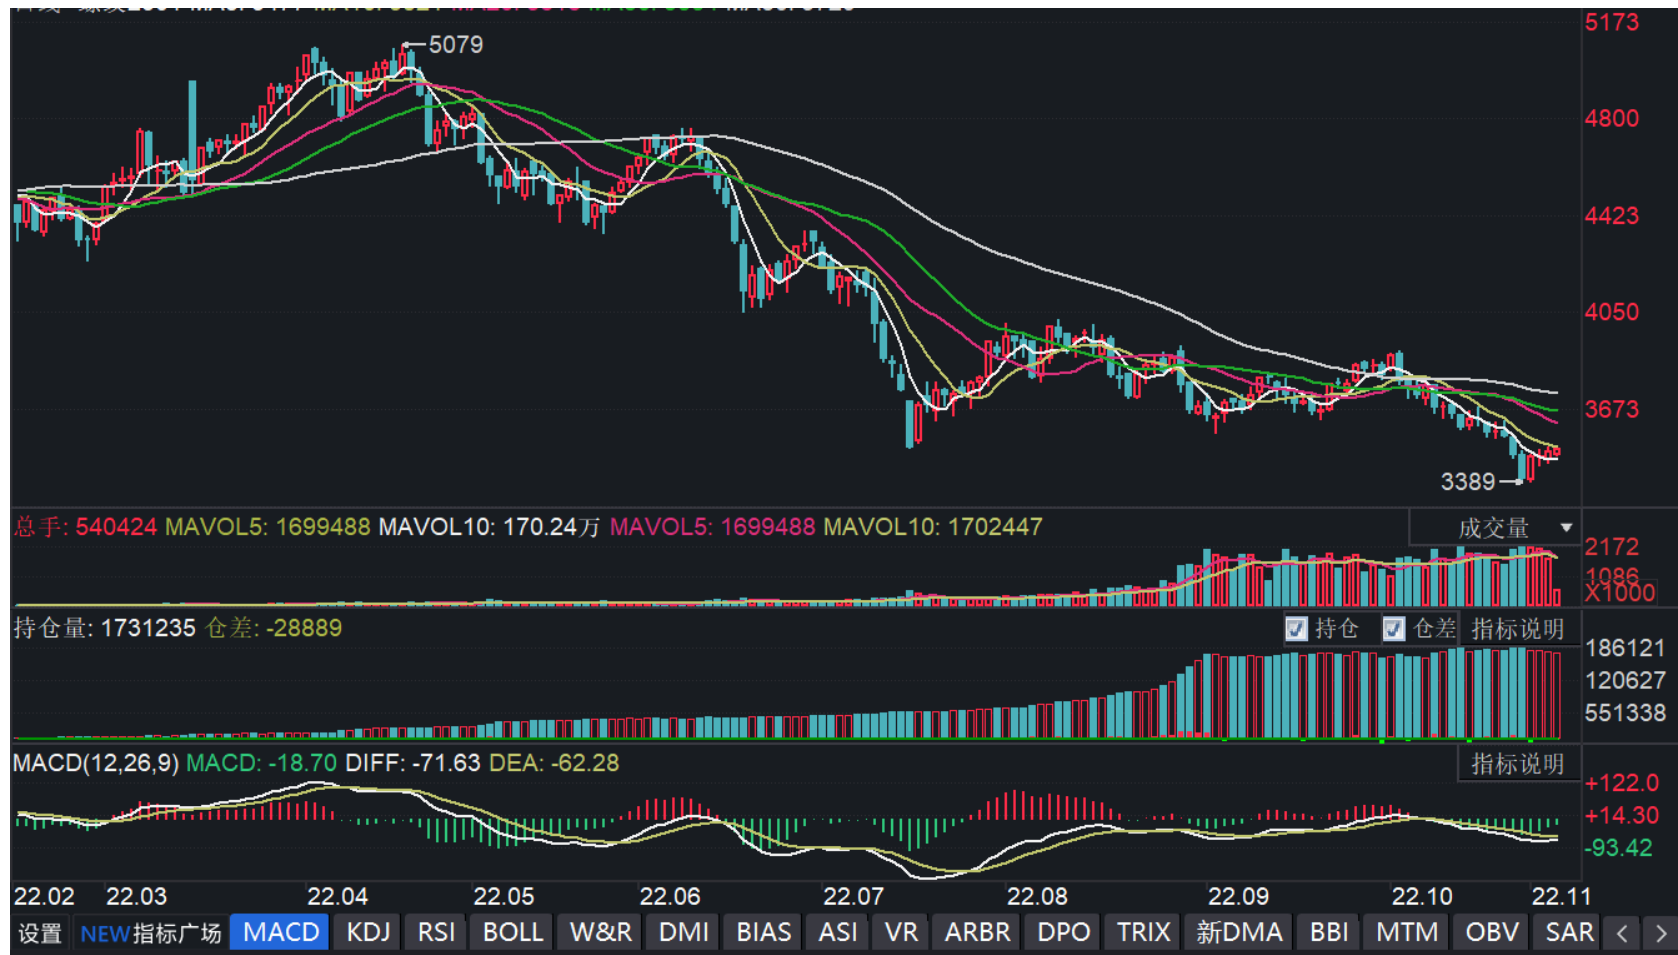 5079
5173
4800
4423
4050
3673
3389
总手: 540424 MAVOL5: 1699488 MAVOL10: 170.24万 MAVOL5: 1699488 MAVOL10: 1702447
成交量
2172
1086
X1000
持仓量: 1731235 仓差: -28889
持仓 仓差 指标说明
186121
120627
551338
MACD(12,26,9) MACD: -18.70 DIFF: -71.63 DEA: -62.28
指标说明
+122.0
+14.30
-93.42
22.02 22.03 22.04 22.05 22.06 22.07 22.08 22.09 22.10 22.11
设置 NEW指标广场 MACD KDJ RSI BOLL W&R DMI BIAS ASI VR ARBR DPO TRIX 新DMA BBI MTM OBV SAR